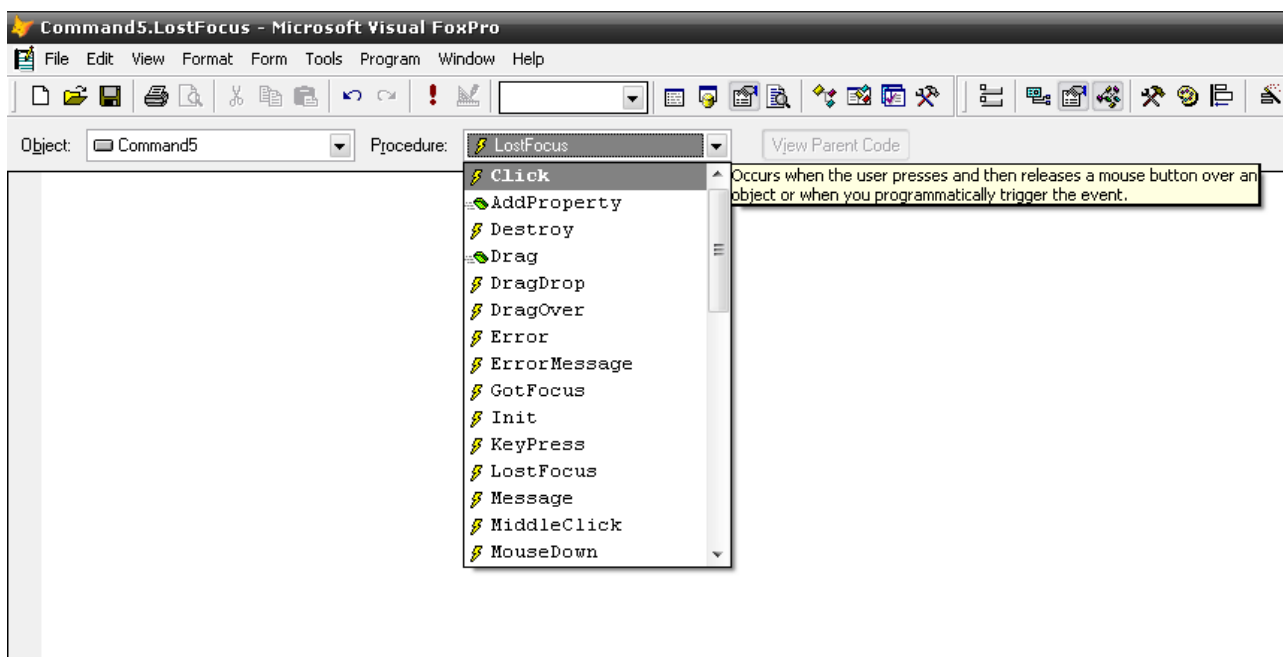 Command5.LostFocus - Microsoft Visual FoxPro
File Edit View Format Form Tools Program Window Help
Object: Command5 Procedure: LostFocus View Parent Code
Click
Occurs when the user presses and then releases a mouse button over an
object or when you programmatically trigger the event.
AddProperty
Destroy
Drag
DragDrop
DragOver
Error
ErrorMessage
GotFocus
Init
KeyPress
LostFocus
Message
MiddleClick
MouseDown